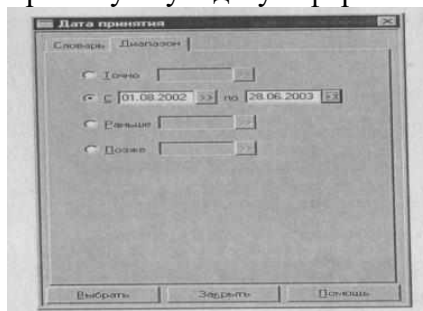 Дата принятия
Словарь Диапазон
Точно >>
С 01.08.2002 >> по 28.06.2003 >>
Раньше >>
Позже >>
Выбрать Закрыть Помощь